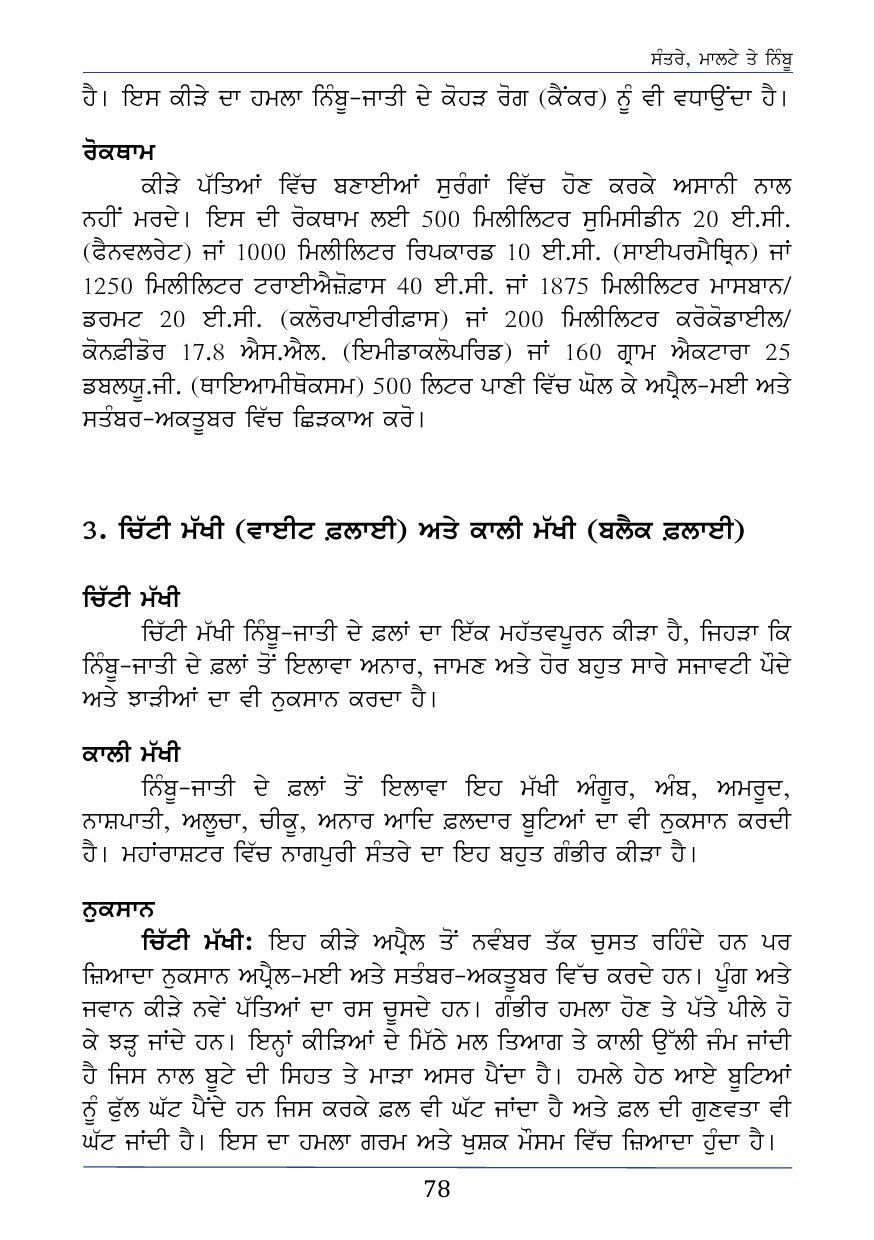 ਸੰਤਰੇ, ਮਾਲਟੇ ਤੇ ਨਿੰਬੂ
ਹੈ। ਇਸ ਕੀੜੇ ਦਾ ਹਮਲਾ ਨਿੰਬੂ-ਜਾਤੀ ਦੇ ਕੋਹੜ ਰੋਗ (ਕੈਂਕਰ) ਨੂੰ ਵੀ ਵਧਾਉਂਦਾ ਹੈ।
ਰੋਕਥਾਮ
ਕੀੜੇ ਪੱਤਿਆਂ ਵਿੱਚ ਬਣਾਈਆਂ ਸੁਰੰਗਾਂ ਵਿੱਚ ਹੋਣ ਕਰਕੇ ਅਸਾਨੀ ਨਾਲ
ਨਹੀਂ ਮਰਦੇ। ਇਸ ਦੀ ਰੋਕਥਾਮ ਲਈ 500 ਮਿਲੀਲਿਟਰ ਸੁਮਿਸੀਡੀਨ 20 ਈ.ਸੀ.
(ਫੈਨਵਲਰੇਟ) ਜਾਂ 1000 ਮਿਲੀਲਿਟਰ ਰਿਪਕਾਰਡ 10 ਈ.ਸੀ. (ਸਾਈਪਰਮੈਥ੍ਰਿਨ) ਜਾਂ
1250 ਮਿਲੀਲਿਟਰ ਟਰਾਈਐਜ਼ੋਫ਼ਾਸ 40 ਈ.ਸੀ. ਜਾਂ 1875 ਮਿਲੀਲਿਟਰ ਮਾਸਬਾਨ/
ਡਰਮਟ 20 ਈ.ਸੀ. (ਕਲੋਰਪਾਈਰੀਫ਼ਾਸ) ਜਾਂ 200 ਮਿਲੀਲਿਟਰ ਕਰੋਕੋਡਾਈਲ/
ਕੋਨਫ਼ੀਡੋਰ 17.8 ਐਸ.ਐਲ. (ਇਮੀਡਾਕਲੋਪਰਿਡ) ਜਾਂ 160 ਗ੍ਰਾਮ ਐਕਟਾਰਾ 25
ਡਬਲਯੂ.ਜੀ. (ਥਾਇਆਮੀਥੋਕਸਮ) 500 ਲਿਟਰ ਪਾਣੀ ਵਿੱਚ ਘੋਲ ਕੇ ਅਪ੍ਰੈਲ-ਮਈ ਅਤੇ
ਸਤੰਬਰ-ਅਕਤੂਬਰ ਵਿੱਚ ਛਿੜਕਾਅ ਕਰੋ।
3. ਚਿੱਟੀ ਮੱਖੀ (ਵਾਈਟ ਫ਼ਲਾਈ) ਅਤੇ ਕਾਲੀ ਮੱਖੀ (ਬਲੈਕ ਫ਼ਲਾਈ)
ਚਿੱਟੀ ਮੱਖੀ
ਚਿੱਟੀ ਮੱਖੀ ਨਿੰਬੂ-ਜਾਤੀ ਦੇ ਫ਼ਲਾਂ ਦਾ ਇੱਕ ਮਹੱਤਵਪੂਰਨ ਕੀੜਾ ਹੈ, ਜਿਹੜਾ ਕਿ
ਨਿੰਬੂ-ਜਾਤੀ ਦੇ ਫ਼ਲਾਂ ਤੋਂ ਇਲਾਵਾ ਅਨਾਰ, ਜਾਮਣ ਅਤੇ ਹੋਰ ਬਹੁਤ ਸਾਰੇ ਸਜਾਵਟੀ ਪੌਦੇ
ਅਤੇ ਝਾੜੀਆਂ ਦਾ ਵੀ ਨੁਕਸਾਨ ਕਰਦਾ ਹੈ।
ਕਾਲੀ ਮੱਖੀ
ਨਿੰਬੂ-ਜਾਤੀ ਦੇ ਫ਼ਲਾਂ ਤੋਂ ਇਲਾਵਾ ਇਹ ਮੱਖੀ ਅੰਗੂਰ, ਅੰਬ, ਅਮਰੂਦ,
ਨਾਸ਼ਪਾਤੀ, ਅਲੂਚਾ, ਚੀਕੂ, ਅਨਾਰ ਆਦਿ ਫ਼ਲਦਾਰ ਬੂਟਿਆਂ ਦਾ ਵੀ ਨੁਕਸਾਨ ਕਰਦੀ
ਹੈ। ਮਹਾਂਰਾਸ਼ਟਰ ਵਿੱਚ ਨਾਗਪੁਰੀ ਸੰਤਰੇ ਦਾ ਇਹ ਬਹੁਤ ਗੰਭੀਰ ਕੀੜਾ ਹੈ।
ਨੁਕਸਾਨ
ਚਿੱਟੀ ਮੱਖੀ: ਇਹ ਕੀੜੇ ਅਪ੍ਰੈਲ ਤੋਂ ਨਵੰਬਰ ਤੱਕ ਚੁਸਤ ਰਹਿੰਦੇ ਹਨ ਪਰ
ਜ਼ਿਆਦਾ ਨੁਕਸਾਨ ਅਪ੍ਰੈਲ-ਮਈ ਅਤੇ ਸਤੰਬਰ-ਅਕਤੂਬਰ ਵਿੱਚ ਕਰਦੇ ਹਨ। ਪੂੰਗ ਅਤੇ
ਜਵਾਨ ਕੀੜੇ ਨਵੇਂ ਪੱਤਿਆਂ ਦਾ ਰਸ ਚੂਸਦੇ ਹਨ। ਗੰਭੀਰ ਹਮਲਾ ਹੋਣ ਤੇ ਪੱਤੇ ਪੀਲੇ ਹੋ
ਕੇ ਝੜ੍ਹ ਜਾਂਦੇ ਹਨ। ਇਨ੍ਹਾਂ ਕੀੜਿਆਂ ਦੇ ਮਿੱਠੇ ਮਲ ਤਿਆਗ ਤੇ ਕਾਲੀ ਉੱਲੀ ਜੰਮ ਜਾਂਦੀ
ਹੈ ਜਿਸ ਨਾਲ ਬੂਟੇ ਦੀ ਸਿਹਤ ਤੇ ਮਾੜਾ ਅਸਰ ਪੈਂਦਾ ਹੈ। ਹਮਲੇ ਹੇਠ ਆਏ ਬੂਟਿਆਂ
ਨੂੰ ਫੁੱਲ ਘੱਟ ਪੈਂਦੇ ਹਨ ਜਿਸ ਕਰਕੇ ਫ਼ਲ ਵੀ ਘੱਟ ਜਾਂਦਾ ਹੈ ਅਤੇ ਫ਼ਲ ਦੀ ਗੁਣਵਤਾ ਵੀ
ਘੱਟ ਜਾਂਦੀ ਹੈ। ਇਸ ਦਾ ਹਮਲਾ ਗਰਮ ਅਤੇ ਖੁਸ਼ਕ ਮੌਸਮ ਵਿੱਚ ਜ਼ਿਆਦਾ ਹੁੰਦਾ ਹੈ।
78